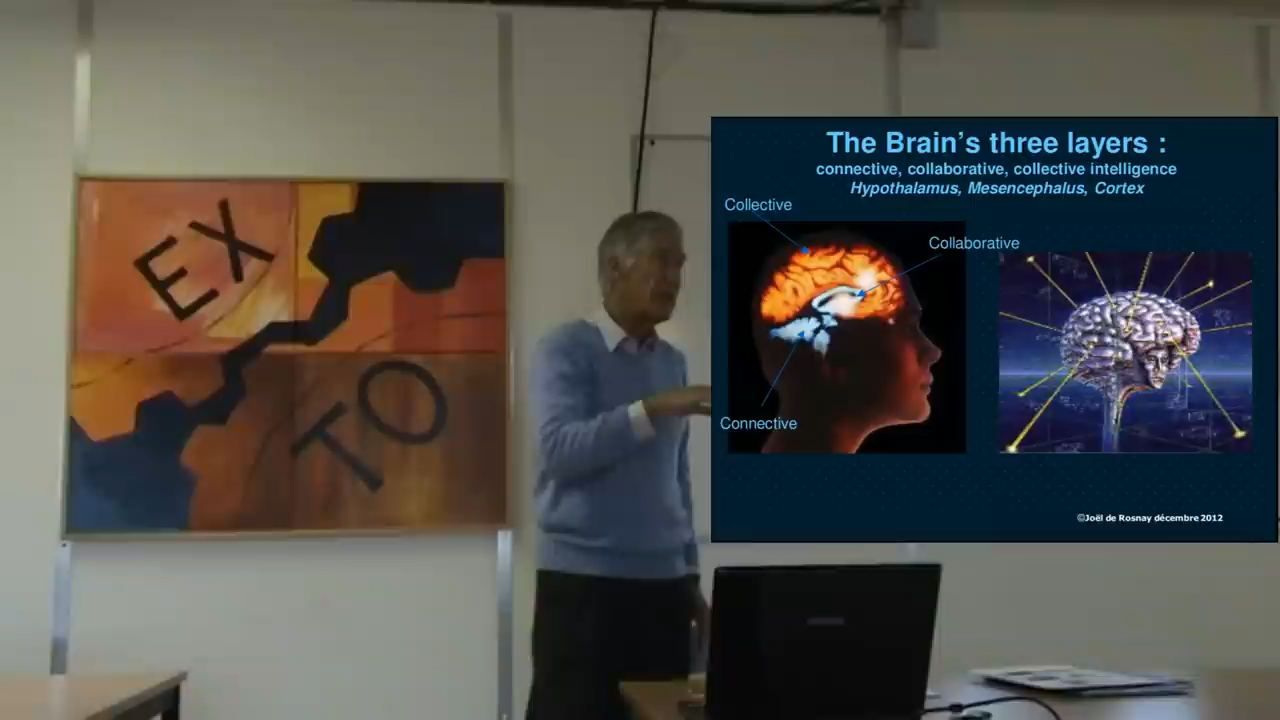 EX
TO
The Brain’s three layers :
connective, collaborative, collective intelligence
Hypothalamus, Mesencephalus, Cortex
Collective
Collaborative
Connective
©Joël de Rosnay décembre 2012